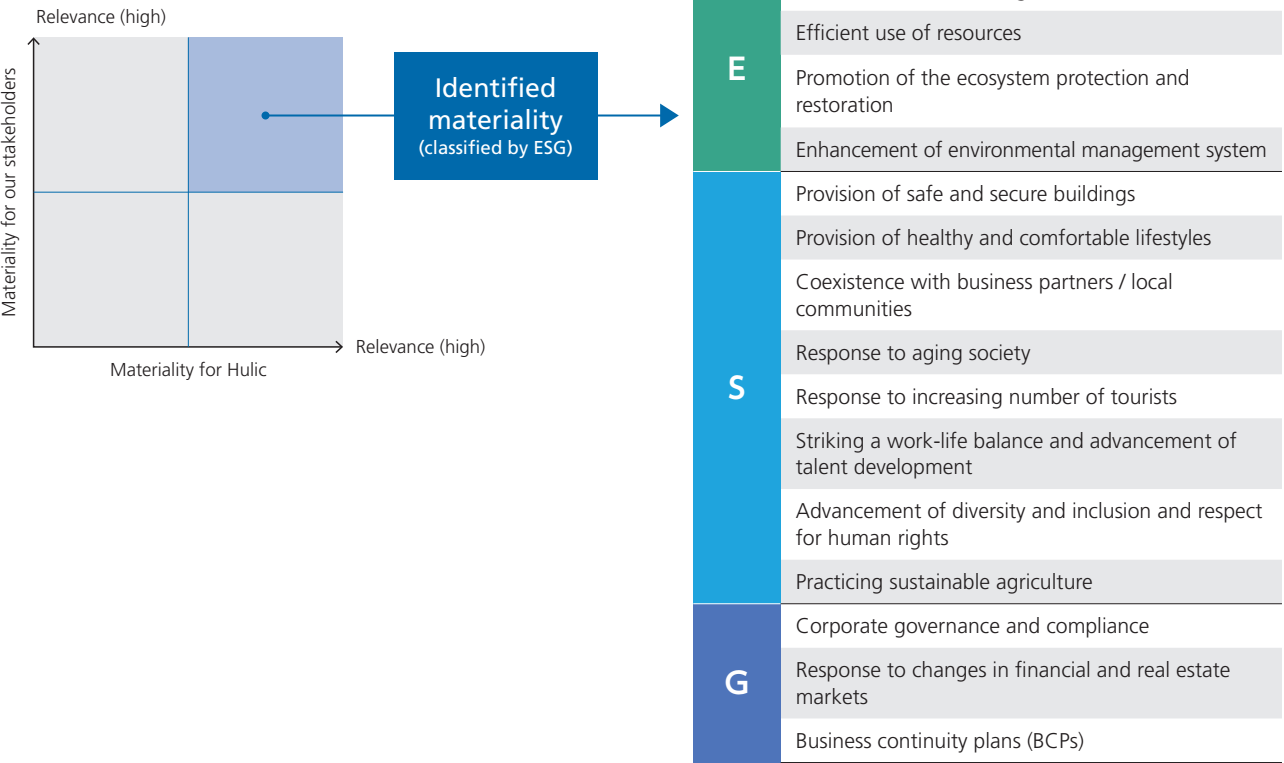 Relevance (high)
Materiality for our stakeholders
Relevance (high)
Materiality for Hulic
Identified
materiality
(classified by ESG)
E
Efficient use of resources
Promotion of the ecosystem protection and
restoration
Enhancement of environmental management system
S
Provision of safe and secure buildings
Provision of healthy and comfortable lifestyles
Coexistence with business partners / local
communities
Response to aging society
Response to increasing number of tourists
Striking a work-life balance and advancement of
talent development
Advancement of diversity and inclusion and respect
for human rights
Practicing sustainable agriculture
G
Corporate governance and compliance
Response to changes in financial and real estate
markets
Business continuity plans (BCPs)